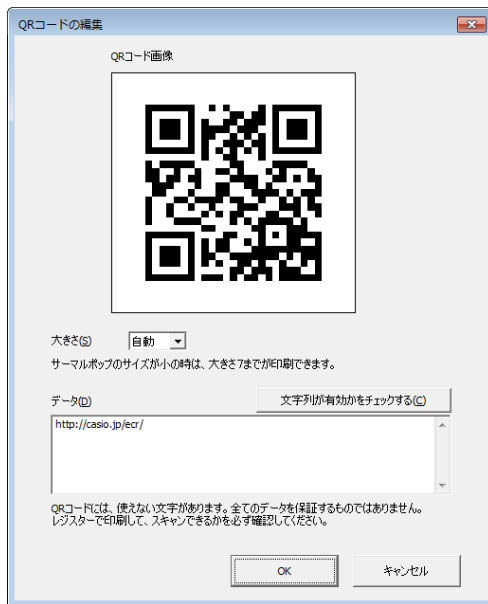 QRコードの編集
QRコード画像
大きさ(S)
自動
サーマルポップのサイズが小の時は、大きさ7までが印刷できます。
データ(D)
文字列が有効かをチェックする(C)
http://casio.jp/ecr/
QRコードには、使えない文字があります。全てのデータを保証するものではありません。
レジスターで印刷して、スキャンできるかを必ず確認してください。
OK
キャンセル